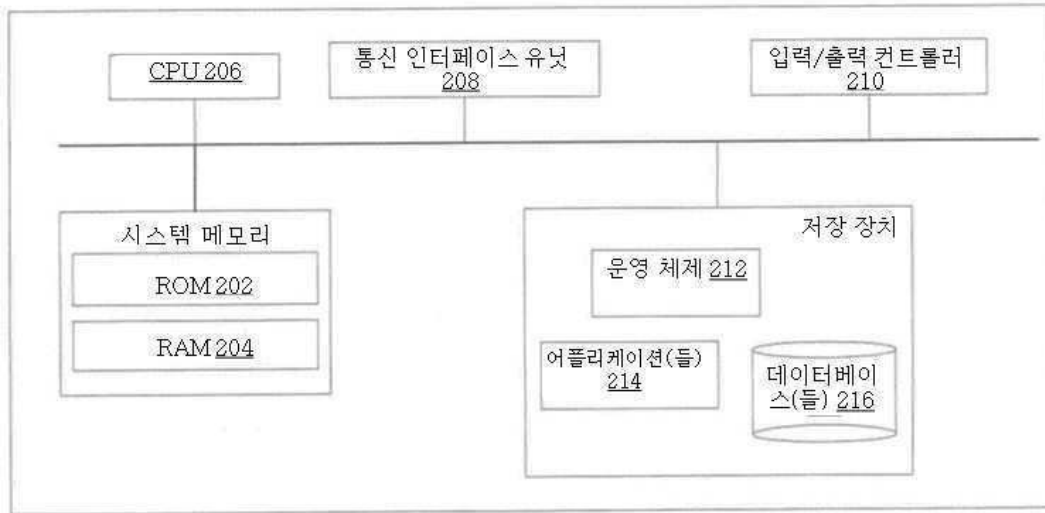 CPU 206
통신 인터페이스 유닛
208
입력/출력 컨트롤러
210
시스템 메모리
ROM 202
RAM 204
저장 장치
운영 체제 212
어플리케이션(들)
214
데이터베이
스(들) 216